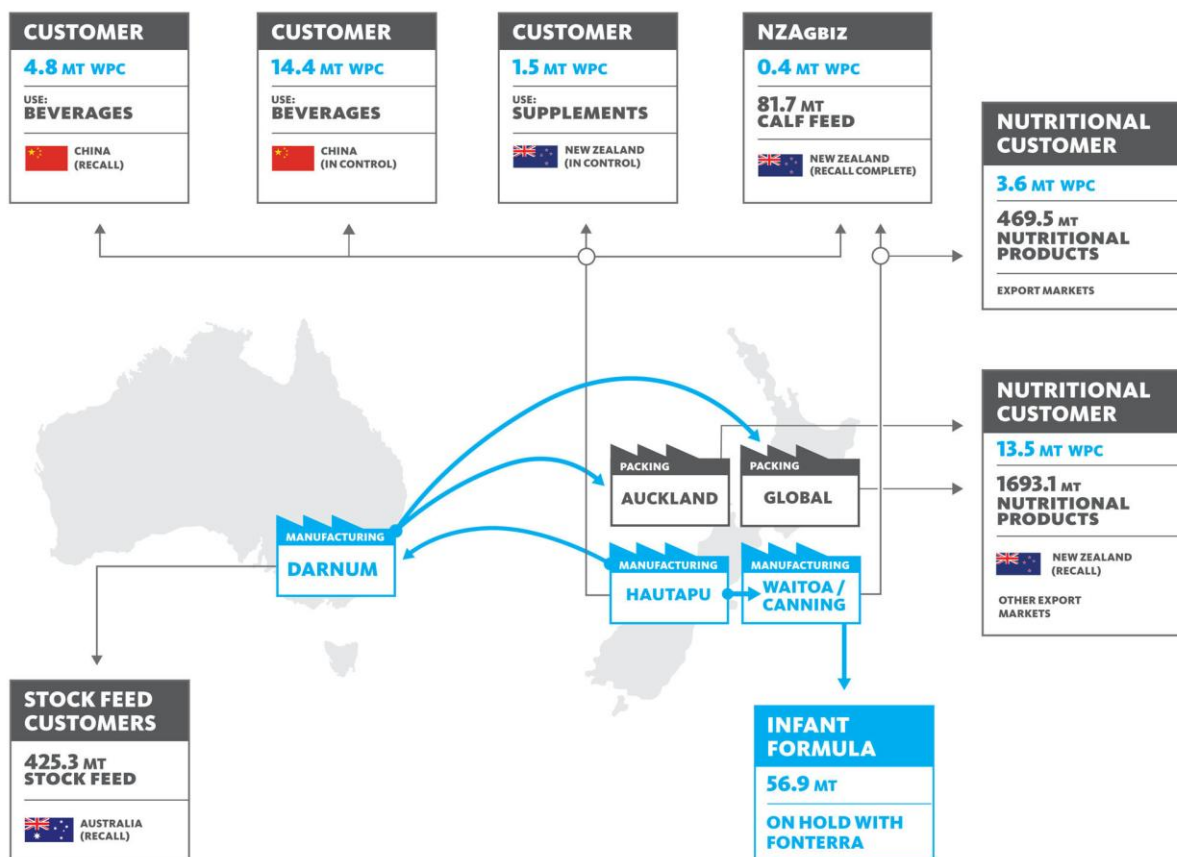 CUSTOMER
4.8 MT WPC
USE:
BEVERAGES
CHINA
(RECALL)
CUSTOMER
14.4 MT WPC
USE:
BEVERAGES
CHINA
(IN CONTROL)
CUSTOMER
1.5 MT WPC
USE:
SUPPLEMENTS
NEW ZEALAND
(IN CONTROL)
NZAGBIZ
0.4 MT WPC
81.7 MT
CALF FEED
NEW ZEALAND
(RECALL COMPLETE)
NUTRITIONAL
CUSTOMER
3.6 MT WPC
469.5 MT
NUTRITIONAL
PRODUCTS
EXPORT MARKETS
NUTRITIONAL
CUSTOMER
13.5 MT WPC
1693.1 MT
NUTRITIONAL
PRODUCTS
NEW ZEALAND
(RECALL)
OTHER EXPORT
MARKETS
PACKING
AUCKLAND
PACKING
GLOBAL
MANUFACTURING
DARNUM
MANUFACTURING
HAUTAPU
MANUFACTURING
WAITOA /
CANNING
STOCK FEED
CUSTOMERS
425.3 MT
STOCK FEED
AUSTRALIA
(RECALL)
INFANT
FORMULA
56.9 MT
ON HOLD WITH
FONTERRA